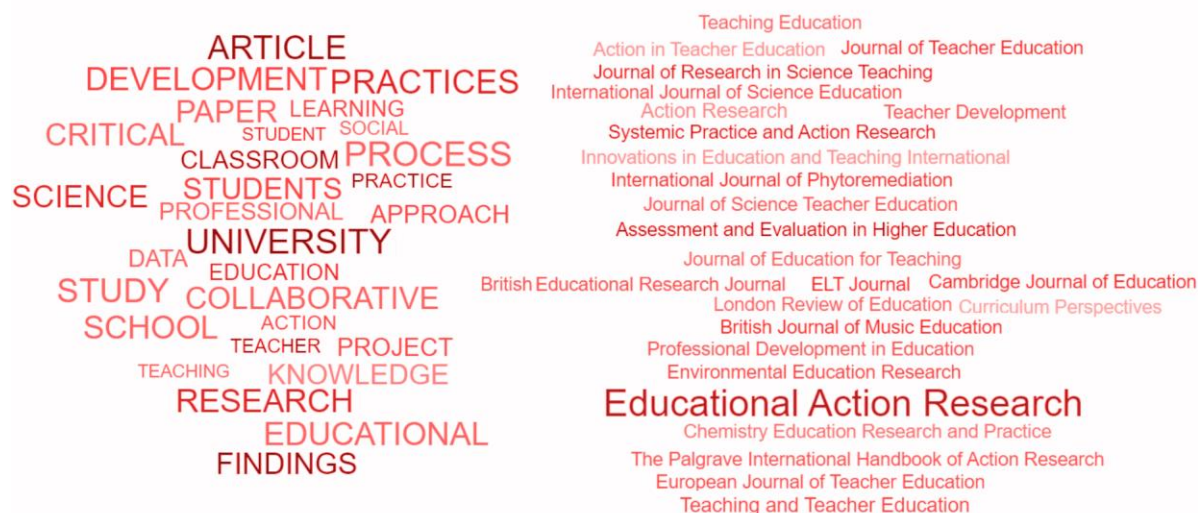 ARTICLE
DEVELOPMENT PRACTICES
PAPER LEARNING
CRITICAL STUDENT SOCIAL
CLASSROOM PROCESS
SCIENCE STUDENTS PRACTICE
PROFESSIONAL APPROACH
UNIVERSITY
DATA EDUCATION
STUDY COLLABORATIVE
SCHOOL ACTION
TEACHER PROJECT
TEACHING KNOWLEDGE
RESEARCH
EDUCATIONAL
FINDINGS
Teaching Education
Action in Teacher Education Journal of Teacher Education
Journal of Research in Science Teaching
International Journal of Science Education
Action Research Teacher Development
Systemic Practice and Action Research
Innovations in Education and Teaching International
International Journal of Phytoremediation
Journal of Science Teacher Education
Assessment and Evaluation in Higher Education
Journal of Education for Teaching
British Educational Research Journal ELT Journal Cambridge Journal of Education
London Review of Education Curriculum Perspectives
British Journal of Music Education
Professional Development in Education
Environmental Education Research
Educational Action Research
Chemistry Education Research and Practice
The Palgrave International Handbook of Action Research
European Journal of Teacher Education
Teaching and Teacher Education